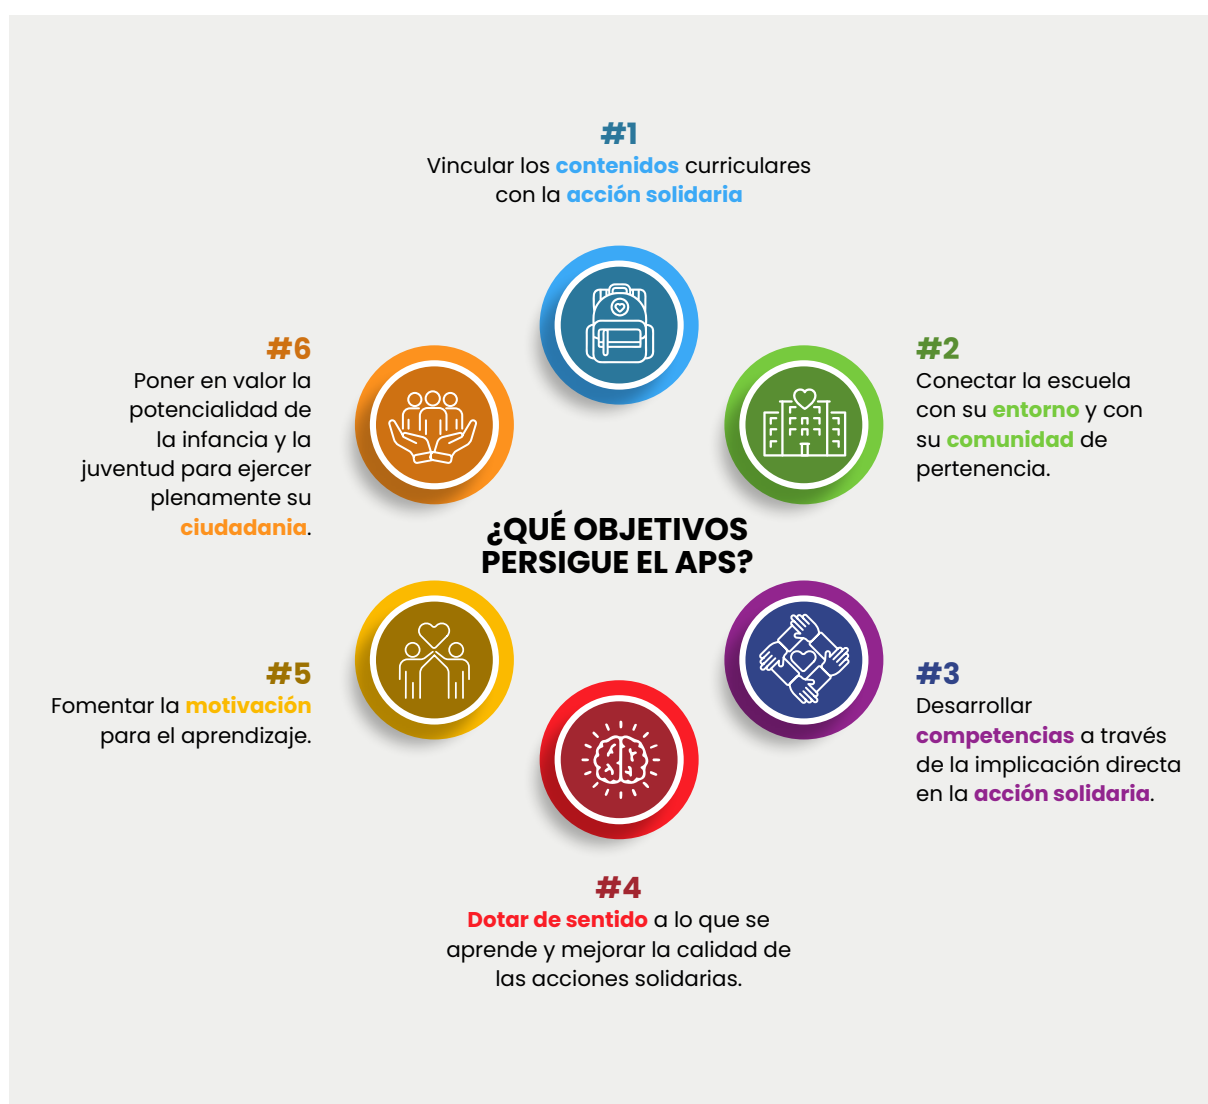 #1
Vincular los contenidos curriculares
con la acción solidaria
#2
Conectar la escuela
con su entorno y con
su comunidad de
pertenencia.
#3
Desarrollar
competencias a través
de la implicación directa
en la acción solidaria.
#4
Dotar de sentido a lo que se
aprende y mejorar la calidad de
las acciones solidarias.
#5
Fomentar la motivación
para el aprendizaje.
#6
Poner en valor la
potencialidad de
la infancia y la
juventud para ejercer
plenamente su
ciudadania.
¿QUÉ OBJETIVOS
PERSIGUE EL APS?